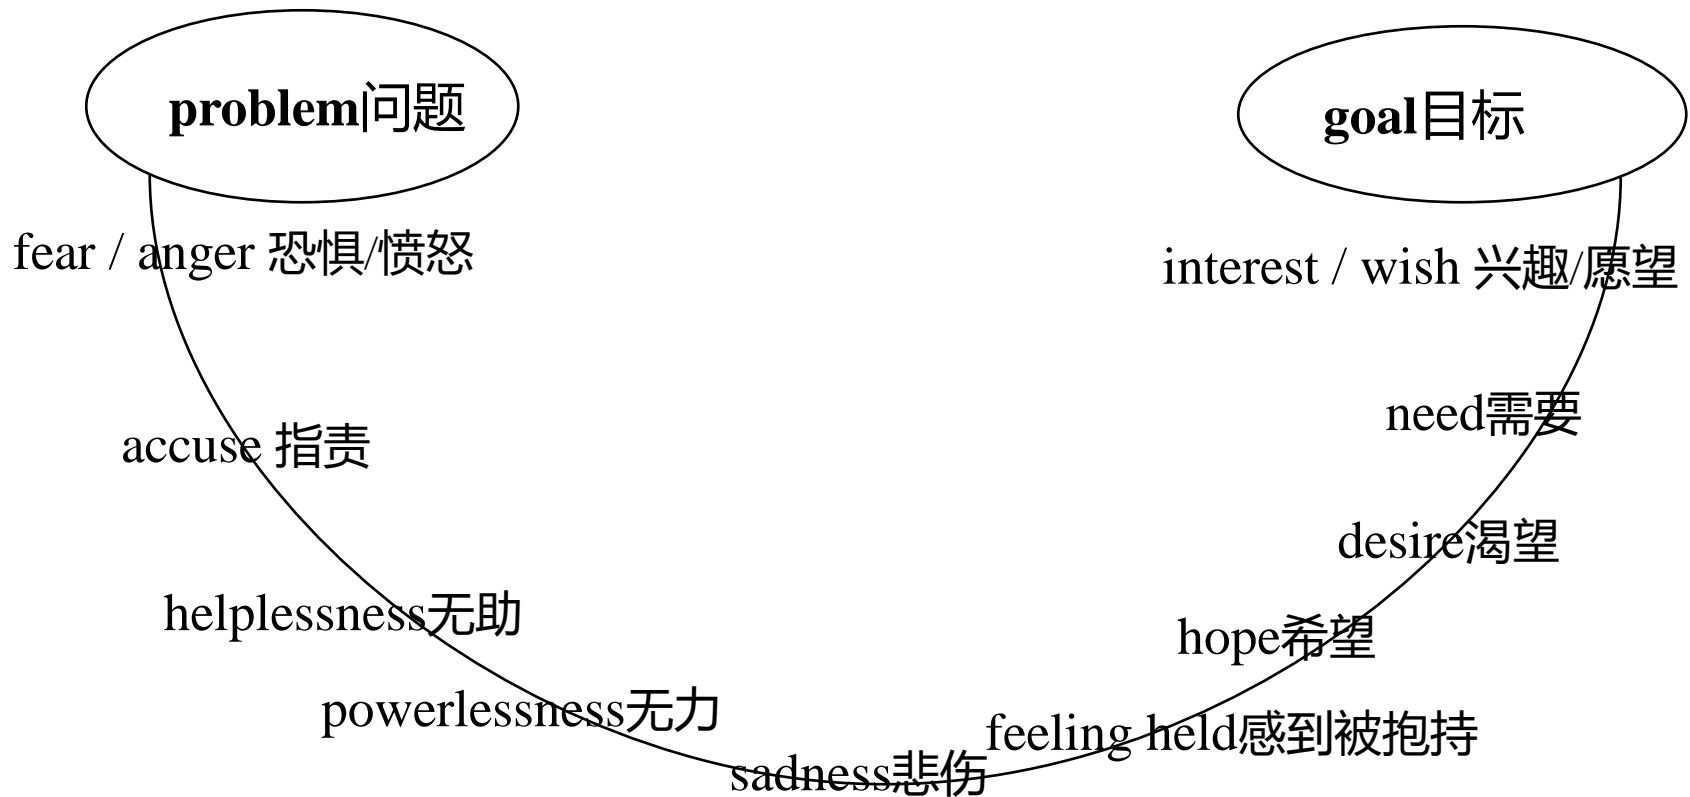 problem问题
goal目标
fear / anger 恐惧/愤怒
interest / wish 兴趣/愿望
need需要
accuse 指责
desire渴望
helplessness无助
hope希望
powerlessness无力
feeling held感到被抱持
sadness悲伤